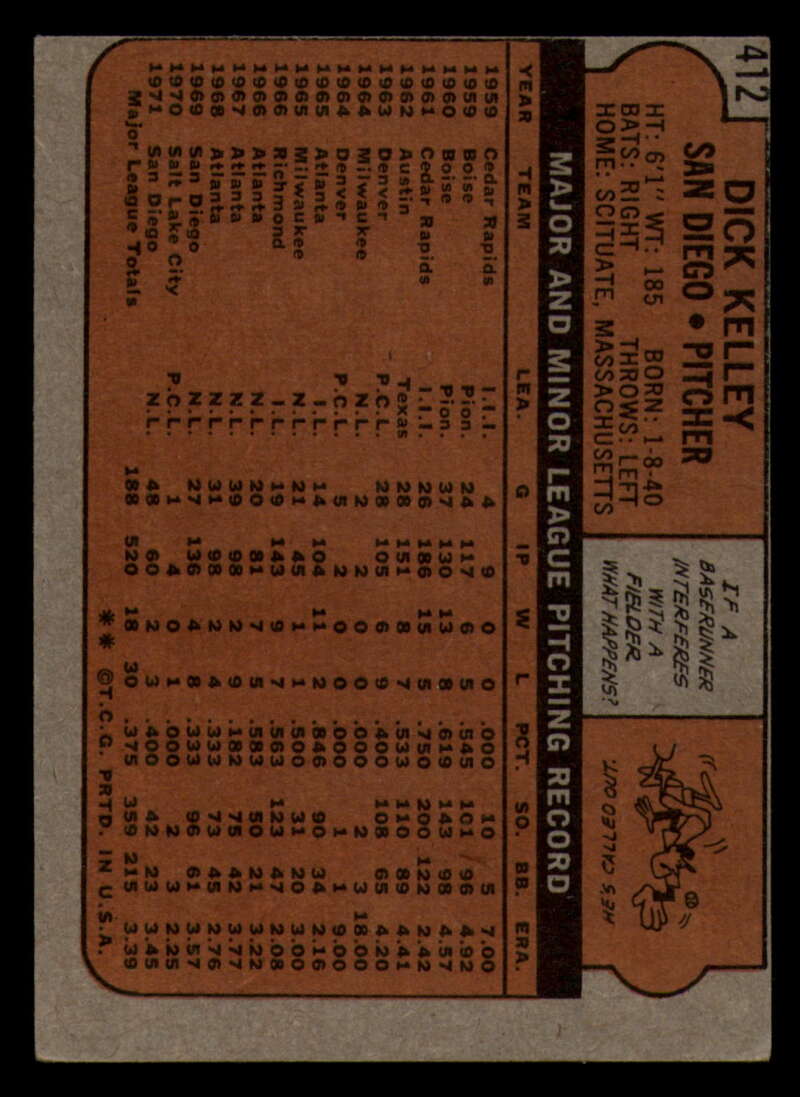 412
DICK KELLEY
SAN DIEGO • PITCHER
HT: 6'1" WT: 185 BORN: 1-8-40
BATS: RIGHT THROWS: LEFT
HOME: SCITUATE, MASSACHUSETTS
IF A
BASERUNNER
INTERFERES
WITH A
FIELDER
WHAT HAPPENS?
HE'S CALLED OUT
MAJOR AND MINOR LEAGUE PITCHING RECORD
YEAR TEAM LEA. G IP W L PCT. SO. BB. ERA.
1959 Cedar Rapids I.I.I. 4 9 0 0 .000 10 5 7.00
1959 Boise Pion. 24 117 6 5 .545 101 96 4.92
1960 Boise Pion. 37 130 13 8 .619 143 98 4.57
1961 Cedar Rapids I.I.I. 26 186 15 5 .750 200 122 2.42
1962 Austin Texas 28 151 8 7 .533 110 89 4.41
1963 Denver P.C.L. 28 105 6 9 .400 108 65 4.20
1964 Milwaukee N.L. 2 2 0 0 .000 2 3 18.00
1964 Denver P.C.L. 5 2 0 0 .000 1 1 9.00
1965 Atlanta I.L. 14 104 11 2 .846 90 34 2.16
1965 Milwaukee N.L. 21 45 1 1 .500 31 20 3.00
1966 Richmond I.L. 19 143 9 7 .563 123 47 2.08
1966 Atlanta N.L. 20 81 7 5 .583 50 21 3.22
1967 Atlanta N.L. 39 98 2 9 .182 75 42 3.77
1968 Atlanta N.L. 31 98 2 4 .333 73 45 2.76
1969 San Diego N.L. 27 136 4 8 .333 96 61 3.57
1970 Salt Lake City P.C.L. 1 4 0 1 .000 2 3 2.25
1971 San Diego N.L. 48 60 2 3 .400 42 23 3.45
Major League Totals 188 520 18 30 .375 359 215 3.39
** ©T.C.G. PRTD. IN U.S.A.